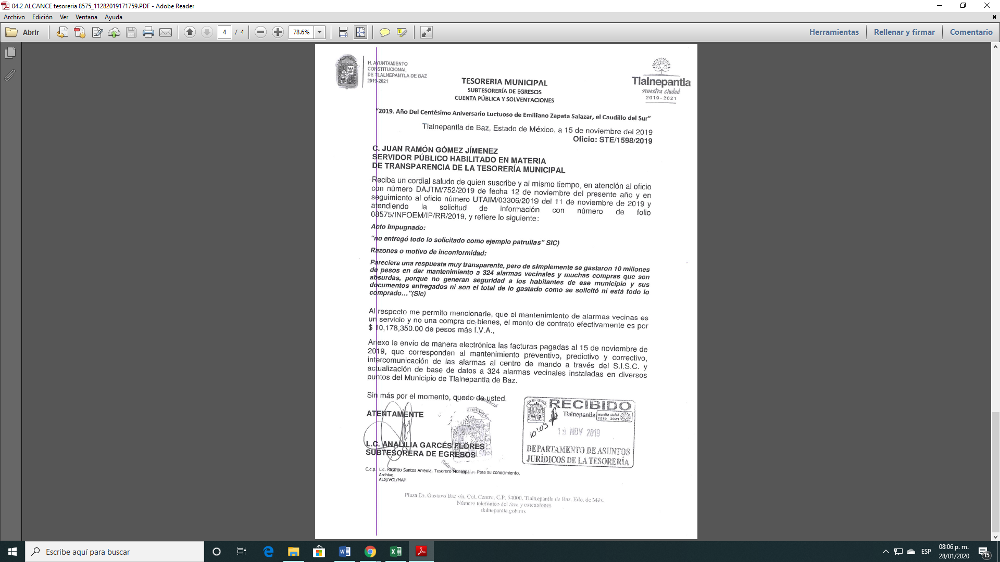 04.2 ALCANCE tesoreria 8575_11282019171759.PDF - Adobe Reader
Archivo Edición Ver Ventana Ayuda
Abrir 4 / 4 78.6% Herramientas Rellenar y firmar Comentario
H. AYUNTAMIENTO
CONSTITUCIONAL
DE TLALNEPANTLA DE BAZ
2019-2021
Tlalnepantla
nuestra ciudad
2019-2021
TESORERIA MUNICIPAL
SUBTESORERÍA DE EGRESOS
CUENTA PÚBLICA Y SOLVENTACIONES
"2019. Año Del Centésimo Aniversario Luctuoso de Emiliano Zapata Salazar, el Caudillo del Sur"
Tlalnepantla de Baz, Estado de México, a 15 de noviembre del 2019
Oficio: STE/1598/2019
C. JUAN RAMÓN GÓMEZ JÍMENEZ
SERVIDOR PÚBLICO HABILITADO EN MATERIA
DE TRANSPARENCIA DE LA TESORERÍA MUNICIPAL
Reciba un cordial saludo de quien suscribe y al mismo tiempo, en atención al oficio
con número DAJTM/752/2019 de fecha 12 de noviembre del presente año y en
seguimiento al oficio número UTAIM/03306/2019 del 11 de noviembre de 2019 y
atendiendo la solicitud de información con número de folio
08575/INFOEM/IP/RR/2019, y refiere lo siguiente:
Acto Impugnado:
"no entregó todo lo solicitado como ejemplo patrullas" SIC)
Razones o motivo de inconformidad:
Pareciera una respuesta muy transparente, pero de simplemente se gastaron 10 millones
de pesos en dar mantenimiento a 324 alarmas vecinales y muchas compras que son
absurdas, porque no generan seguridad a los habitantes de ese municipio y sus
documentos entregados ni son el total de lo gastado como se solicitó ni está todo lo
comprado..."(Sic)
Al respecto me permito mencionarle, que el mantenimiento de alarmas vecinas es
un servicio y no una compra de bienes, el monto de contrato efectivamente es por
$ 10,178,350.00 de pesos más I.V.A.,
Anexo le envío de manera electrónica las facturas pagadas al 15 de noviembre de
2019, que corresponden al mantenimiento preventivo, predictivo y correctivo,
intercomunicación de las alarmas al centro de mando a través del S.I.S.C. y
actualización de base de datos a 324 alarmas vecinales instaladas en diversos
puntos del Municipio de Tlalnepantla de Baz.
Sin más por el momento, quedo de usted.
ATENTAMENTE
L.C. ANALILIA GARCÉS FLORES
SUBTESORERA DE EGRESOS
RECIBIDO
Tlalnepantla nuestra ciudad
2019 2021
10:03
19 NOV 2019
DEPARTAMENTO DE ASUNTOS
JURÍDICOS DE LA TESORERÍA
C.c.p. Lic. Ricardo Santos Arreola, Tesorero Municipal.- Para su conocimiento.
Archivo.
ALG/VCL/MAP
Plaza Dr. Gustavo Baz s/n, Col. Centro, C.P. 54000, Tlalnepantla de Baz, Edo. de Méx.
Número telefónico del área y extensiones
tlalnepantla.gob.mx
Escribe aquí para buscar
ESP
08:06 p. m.
28/01/2020
15